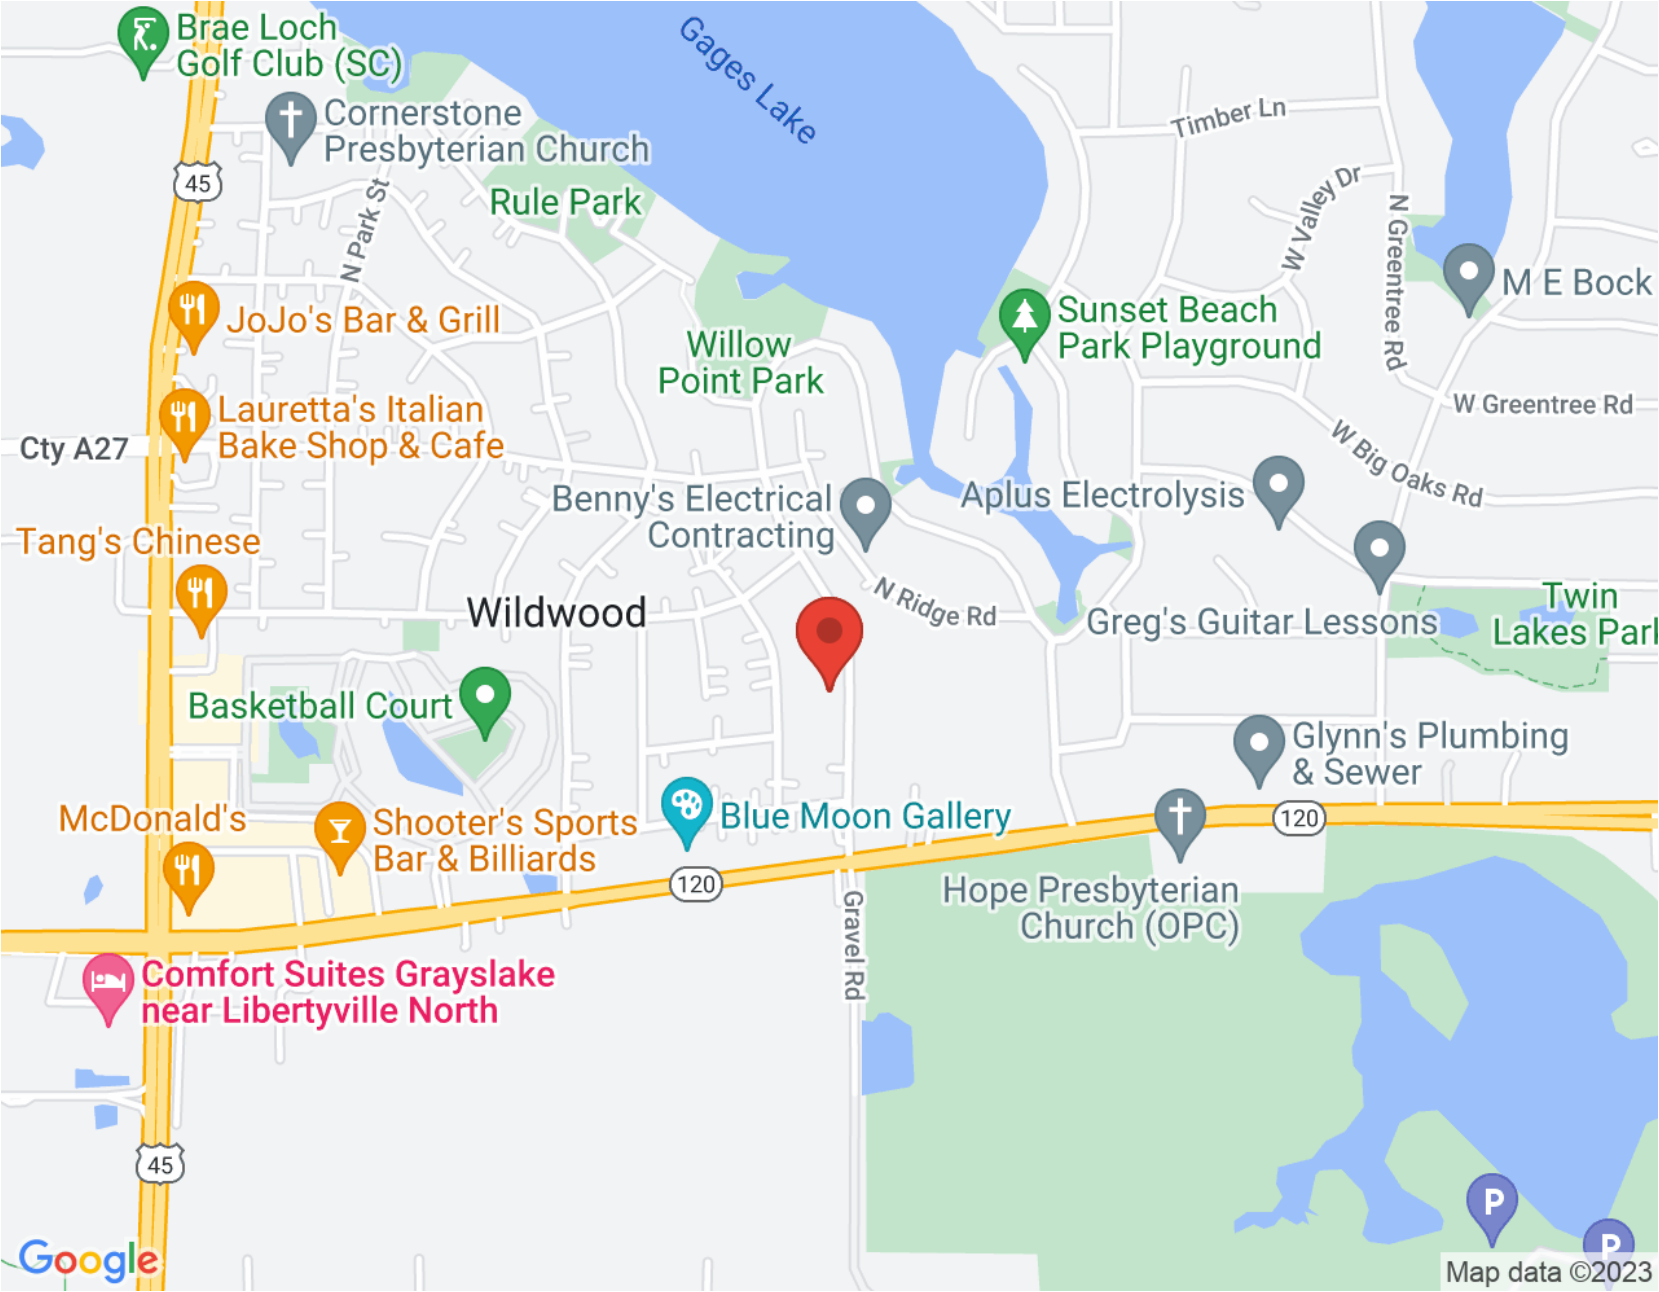 Brae Loch
Golf Club (SC)
Gages Lake
Cornerstone
Presbyterian Church
Timber Ln
45
N Park St
Rule Park
W Valley Dr
N Greentree Rd
M E Bock
JoJo's Bar & Grill
Sunset Beach
Park Playground
Willow
Point Park
Lauretta's Italian
Bake Shop & Cafe
W Greentree Rd
Cty A27
W Big Oaks Rd
Benny's Electrical
Contracting
Aplus Electrolysis
Tang's Chinese
N Ridge Rd
Wildwood
Greg's Guitar Lessons
Twin
Lakes Park
Basketball Court
Glynn's Plumbing
& Sewer
McDonald's
Shooter's Sports
Bar & Billiards
Blue Moon Gallery
120
120
Hope Presbyterian
Church (OPC)
Gravel Rd
Comfort Suites Grayslake
near Libertyville North
45
P
P
Google
Map data ©2023